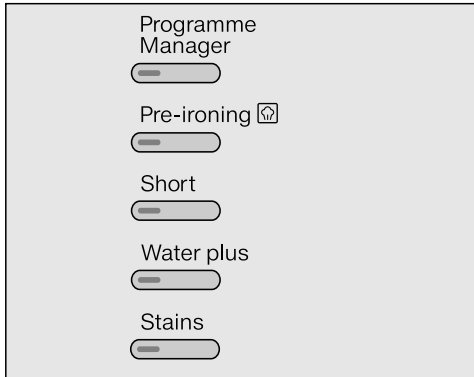 Programme
Manager
Pre-ironing
Short
Water plus
Stains